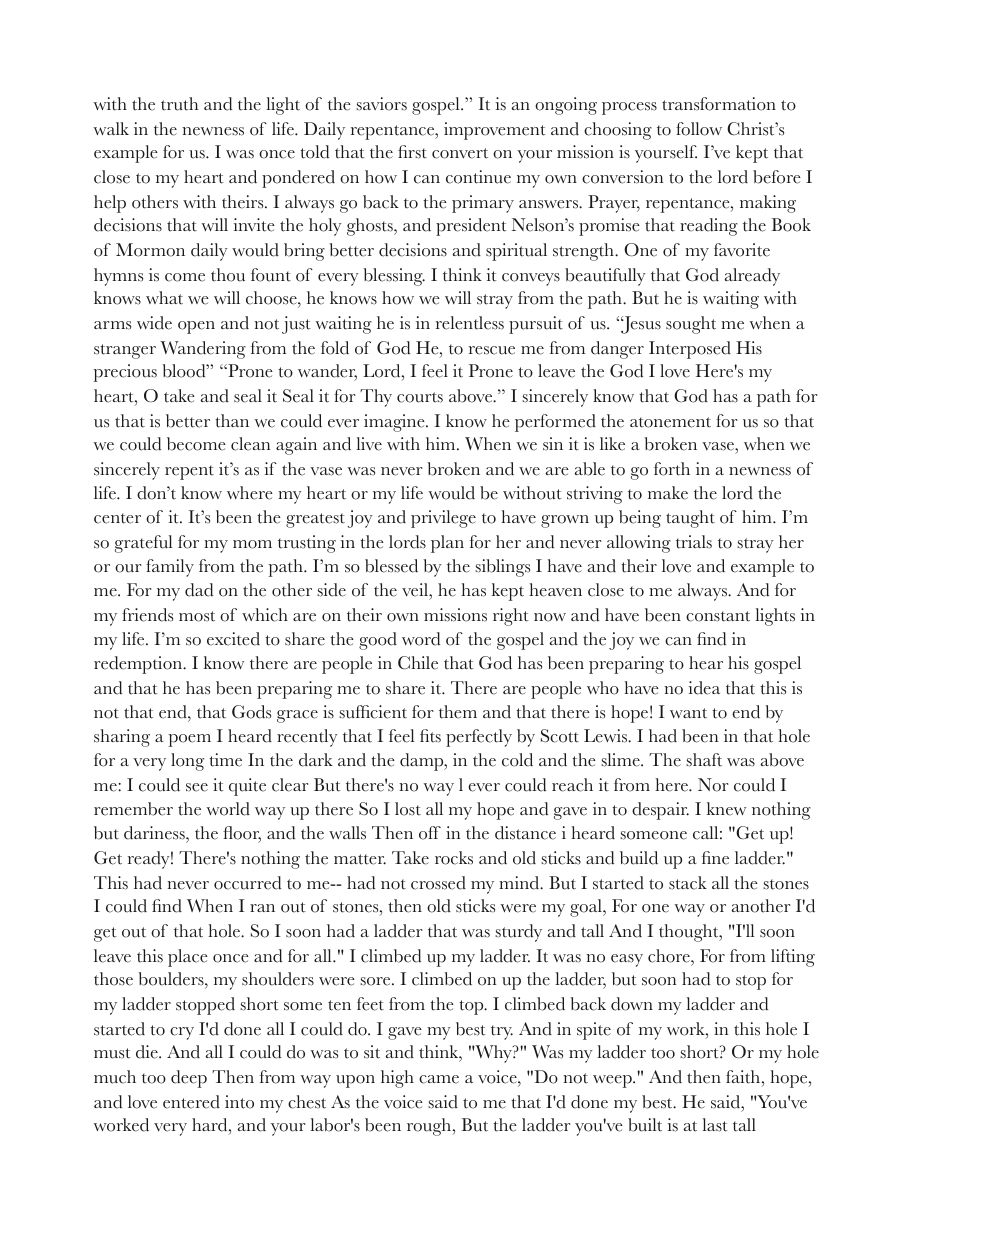 with the truth and the light of the saviors gospel.” It is an ongoing process transformation to
walk in the newness of life. Daily repentance, improvement and choosing to follow Christ’s
example for us. I was once told that the first convert on your mission is yourself. I’ve kept that
close to my heart and pondered on how I can continue my own conversion to the lord before I
help others with theirs. I always go back to the primary answers. Prayer, repentance, making
decisions that will invite the holy ghosts, and president Nelson’s promise that reading the Book
of Mormon daily would bring better decisions and spiritual strength. One of my favorite
hymns is come thou fount of every blessing. I think it conveys beautifully that God already
knows what we will choose, he knows how we will stray from the path. But he is waiting with
arms wide open and not just waiting he is in relentless pursuit of us. “Jesus sought me when a
stranger Wandering from the fold of God He, to rescue me from danger Interposed His
precious blood” “Prone to wander, Lord, I feel it Prone to leave the God I love Here's my
heart, O take and seal it Seal it for Thy courts above.” I sincerely know that God has a path for
us that is better than we could ever imagine. I know he performed the atonement for us so that
we could become clean again and live with him. When we sin it is like a broken vase, when we
sincerely repent it’s as if the vase was never broken and we are able to go forth in a newness of
life. I don’t know where my heart or my life would be without striving to make the lord the
center of it. It’s been the greatest joy and privilege to have grown up being taught of him. I’m
so grateful for my mom trusting in the lords plan for her and never allowing trials to stray her
or our family from the path. I’m so blessed by the siblings I have and their love and example to
me. For my dad on the other side of the veil, he has kept heaven close to me always. And for
my friends most of which are on their own missions right now and have been constant lights in
my life. I’m so excited to share the good word of the gospel and the joy we can find in
redemption. I know there are people in Chile that God has been preparing to hear his gospel
and that he has been preparing me to share it. There are people who have no idea that this is
not that end, that Gods grace is sufficient for them and that there is hope! I want to end by
sharing a poem I heard recently that I feel fits perfectly by Scott Lewis. I had been in that hole
for a very long time In the dark and the damp, in the cold and the slime. The shaft was above
me: I could see it quite clear But there's no way l ever could reach it from here. Nor could I
remember the world way up there So I lost all my hope and gave in to despair. I knew nothing
but dariness, the floor, and the walls Then off in the distance i heard someone call: "Get up!
Get ready! There's nothing the matter. Take rocks and old sticks and build up a fine ladder."
This had never occurred to me-- had not crossed my mind. But I started to stack all the stones
I could find When I ran out of stones, then old sticks were my goal, For one way or another I'd
get out of that hole. So I soon had a ladder that was sturdy and tall And I thought, "I'll soon
leave this place once and for all." I climbed up my ladder. It was no easy chore, For from lifting
those boulders, my shoulders were sore. I climbed on up the ladder, but soon had to stop for
my ladder stopped short some ten feet from the top. I climbed back down my ladder and
started to cry I'd done all I could do. I gave my best try. And in spite of my work, in this hole I
must die. And all I could do was to sit and think, "Why?" Was my ladder too short? Or my hole
much too deep Then from way upon high came a voice, "Do not weep." And then faith, hope,
and love entered into my chest As the voice said to me that I'd done my best. He said, "You've
worked very hard, and your labor's been rough, But the ladder you've built is at last tall